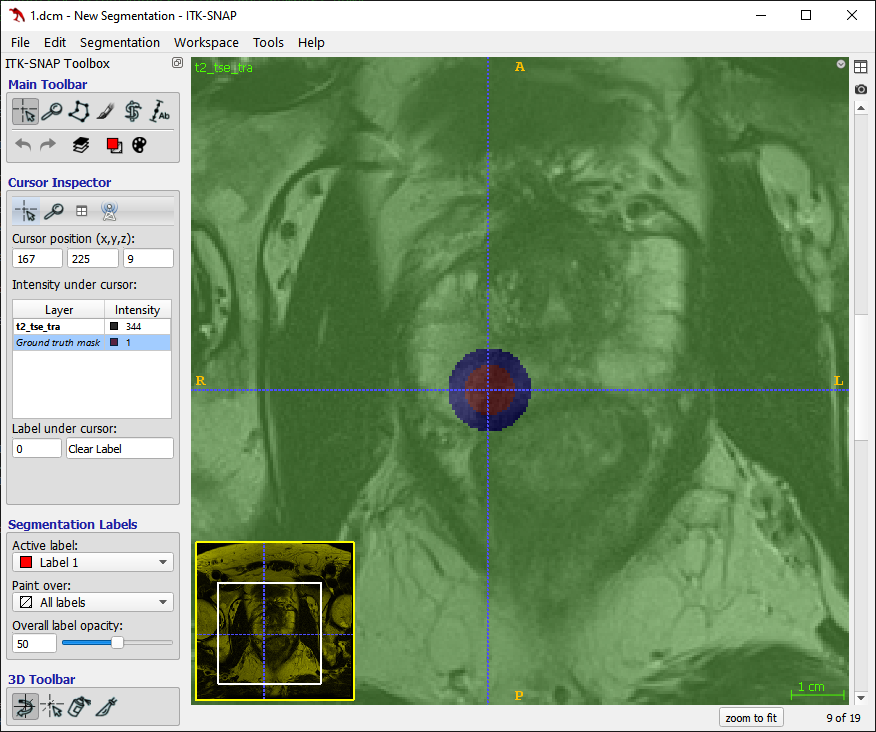 1.dcm - New Segmentation - ITK-SNAP
File Edit Segmentation Workspace Tools Help
ITK-SNAP Toolbox
Main Toolbar
Ab
Cursor Inspector
Cursor position (x,y,z):
167 225 9
Intensity under cursor:
Layer Intensity
t2_tse_tra 344
Ground truth mask 1
Label under cursor:
0 Clear Label
Segmentation Labels
Active label:
Label 1
Paint over:
All labels
Overall label opacity:
50
3D Toolbar
t2_tse_tra
A
R
L
P
1 cm
zoom to fit 9 of 19